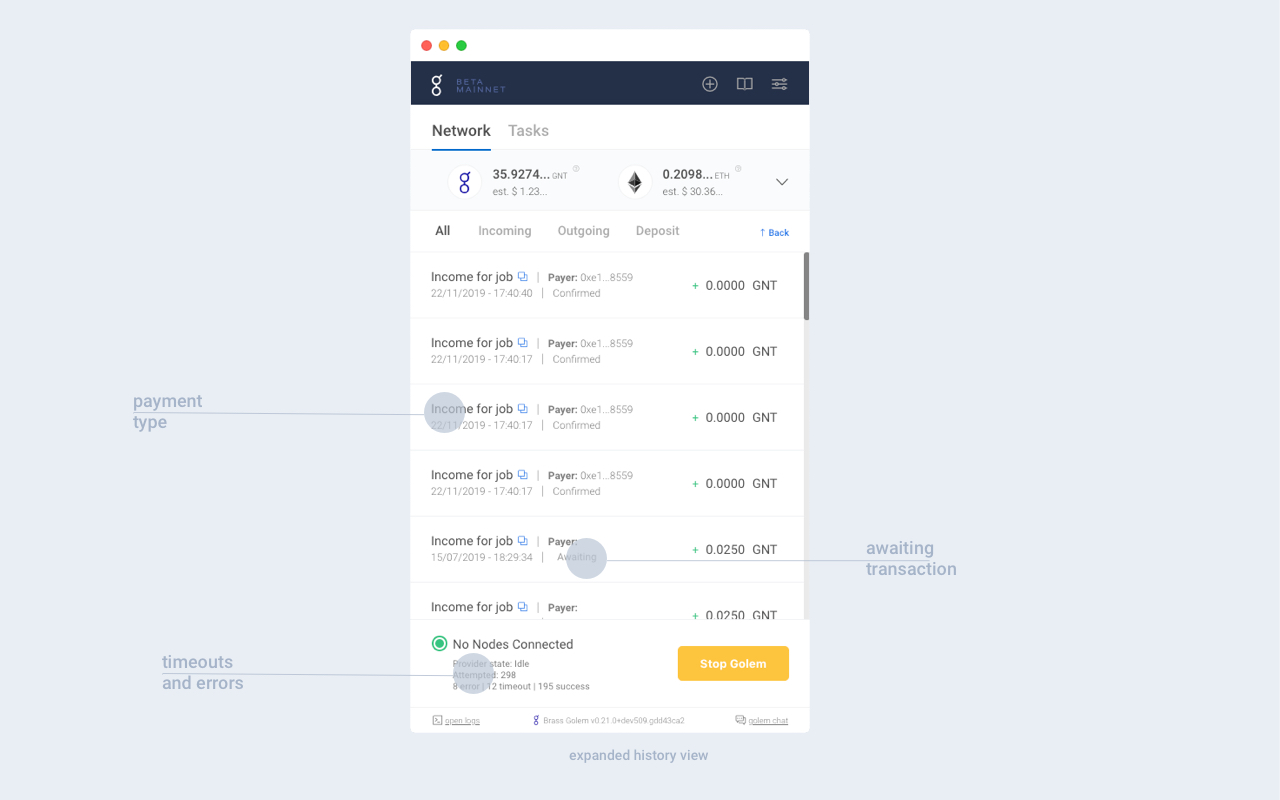 BETA
MAINNET
Network Tasks
35.9274... GNT
est. $ 1.23...
0.2098... ETH
est. $ 30.36...
All Incoming Outgoing Deposit ↑ Back
Income for job | Payer: 0xe1...8559
22/11/2019 - 17:40:40 | Confirmed
+ 0.0000 GNT
Income for job | Payer: 0xe1...8559
22/11/2019 - 17:40:17 | Confirmed
+ 0.0000 GNT
payment
type
Income for job | Payer: 0xe1...8559
22/11/2019 - 17:40:17 | Confirmed
+ 0.0000 GNT
Income for job | Payer: 0xe1...8559
22/11/2019 - 17:40:17 | Confirmed
+ 0.0000 GNT
Income for job | Payer:
15/07/2019 - 18:29:34 | Awaiting
+ 0.0250 GNT
awaiting
transaction
Income for job | Payer:
+ 0.0250 GNT
No Nodes Connected
Provider state: Idle
Attempted: 298
8 error | 12 timeout | 195 success
Stop Golem
timeouts
and errors
open logs
Brass Golem v0.21.0+dev509.gdd43ca2
golem.chat
expanded history view